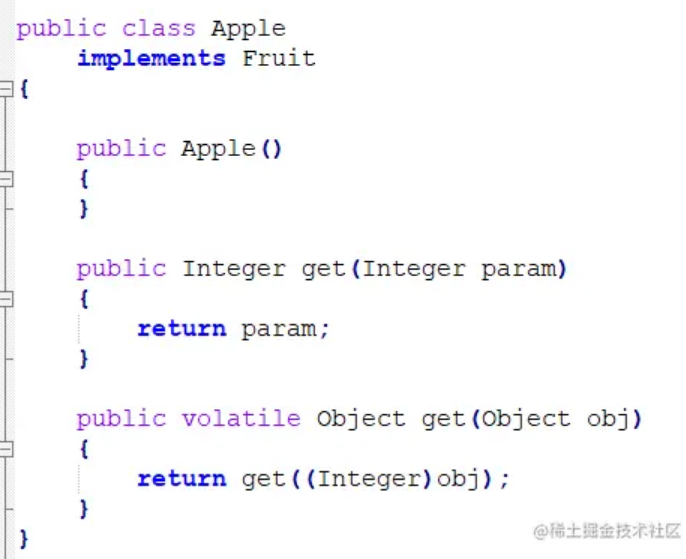 public class Apple
    implements Fruit
{

    public Apple()
    {
    }

    public Integer get(Integer param)
    {
        return param;
    }

    public volatile Object get(Object obj)
    {
        return get((Integer)obj);
    }
}
@稀土掘金技术社区